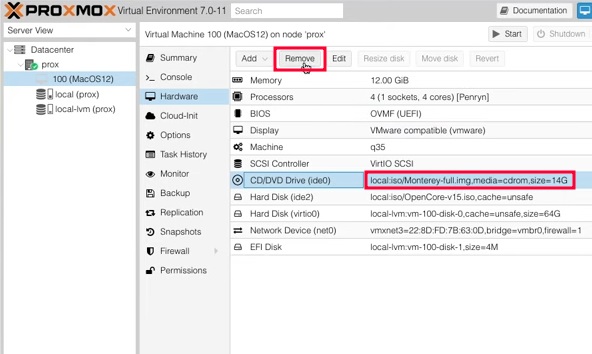 PROXMOX Virtual Environment 7.0-11 Search Documentation
Server View Virtual Machine 100 (MacOS12) on node 'prox' Start Shutdown
Datacenter
prox
100 (MacOS12)
local (prox)
local-lvm (prox)
Summary
Console
Hardware
Cloud-Init
Options
Task History
Monitor
Backup
Replication
Snapshots
Firewall
Permissions
Add Remove Edit Resize disk Move disk Revert
Memory 12.00 GiB
Processors 4 (1 sockets, 4 cores) [Penryn]
BIOS OVMF (UEFI)
Display VMware compatible (vmware)
Machine q35
SCSI Controller VirtIO SCSI
CD/DVD Drive (ide0) local:iso/Monterey-full.img,media=cdrom,size=14G
Hard Disk (ide2) local:iso/OpenCore-v15.iso,cache=unsafe
Hard Disk (virtio0) local-lvm:vm-100-disk-0,cache=unsafe,size=64G
Network Device (net0) vmxnet3=22:8D:FD:7B:63:0D,bridge=vmbr0,firewall=1
EFI Disk local-lvm:vm-100-disk-1,size=4M